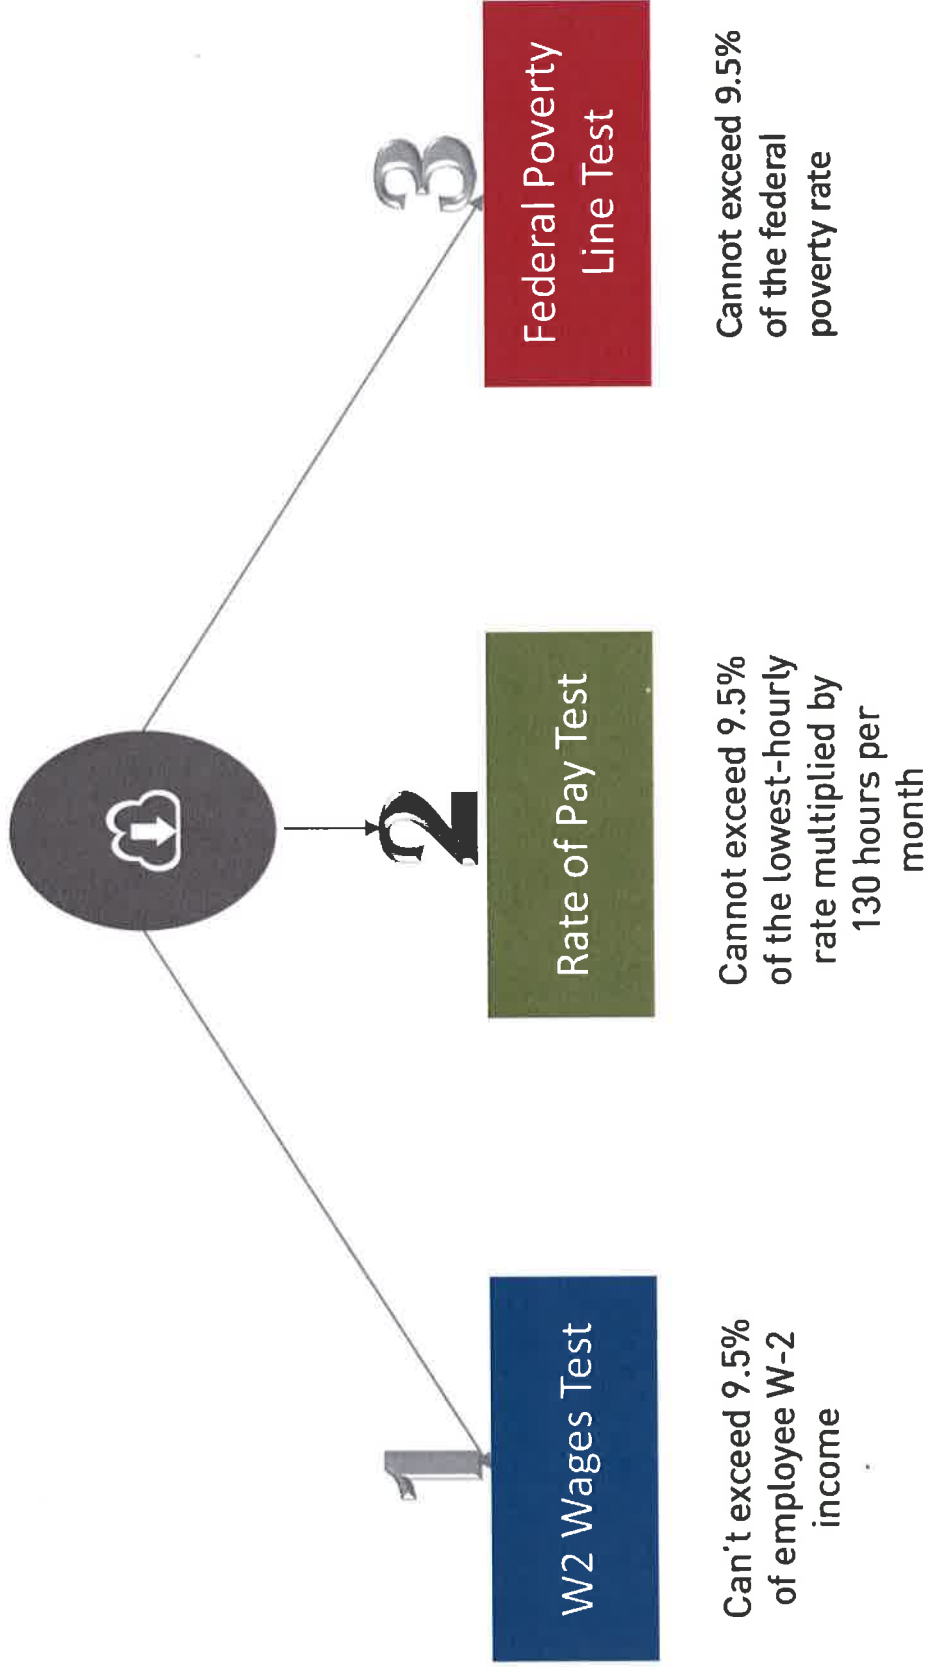 1
W2 Wages Test
Can't exceed 9.5%
of employee W-2
income
2
Rate of Pay Test
Cannot exceed 9.5%
of the lowest-hourly
rate multiplied by
130 hours per
month
3
Federal Poverty
Line Test
Cannot exceed 9.5%
of the federal
poverty rate